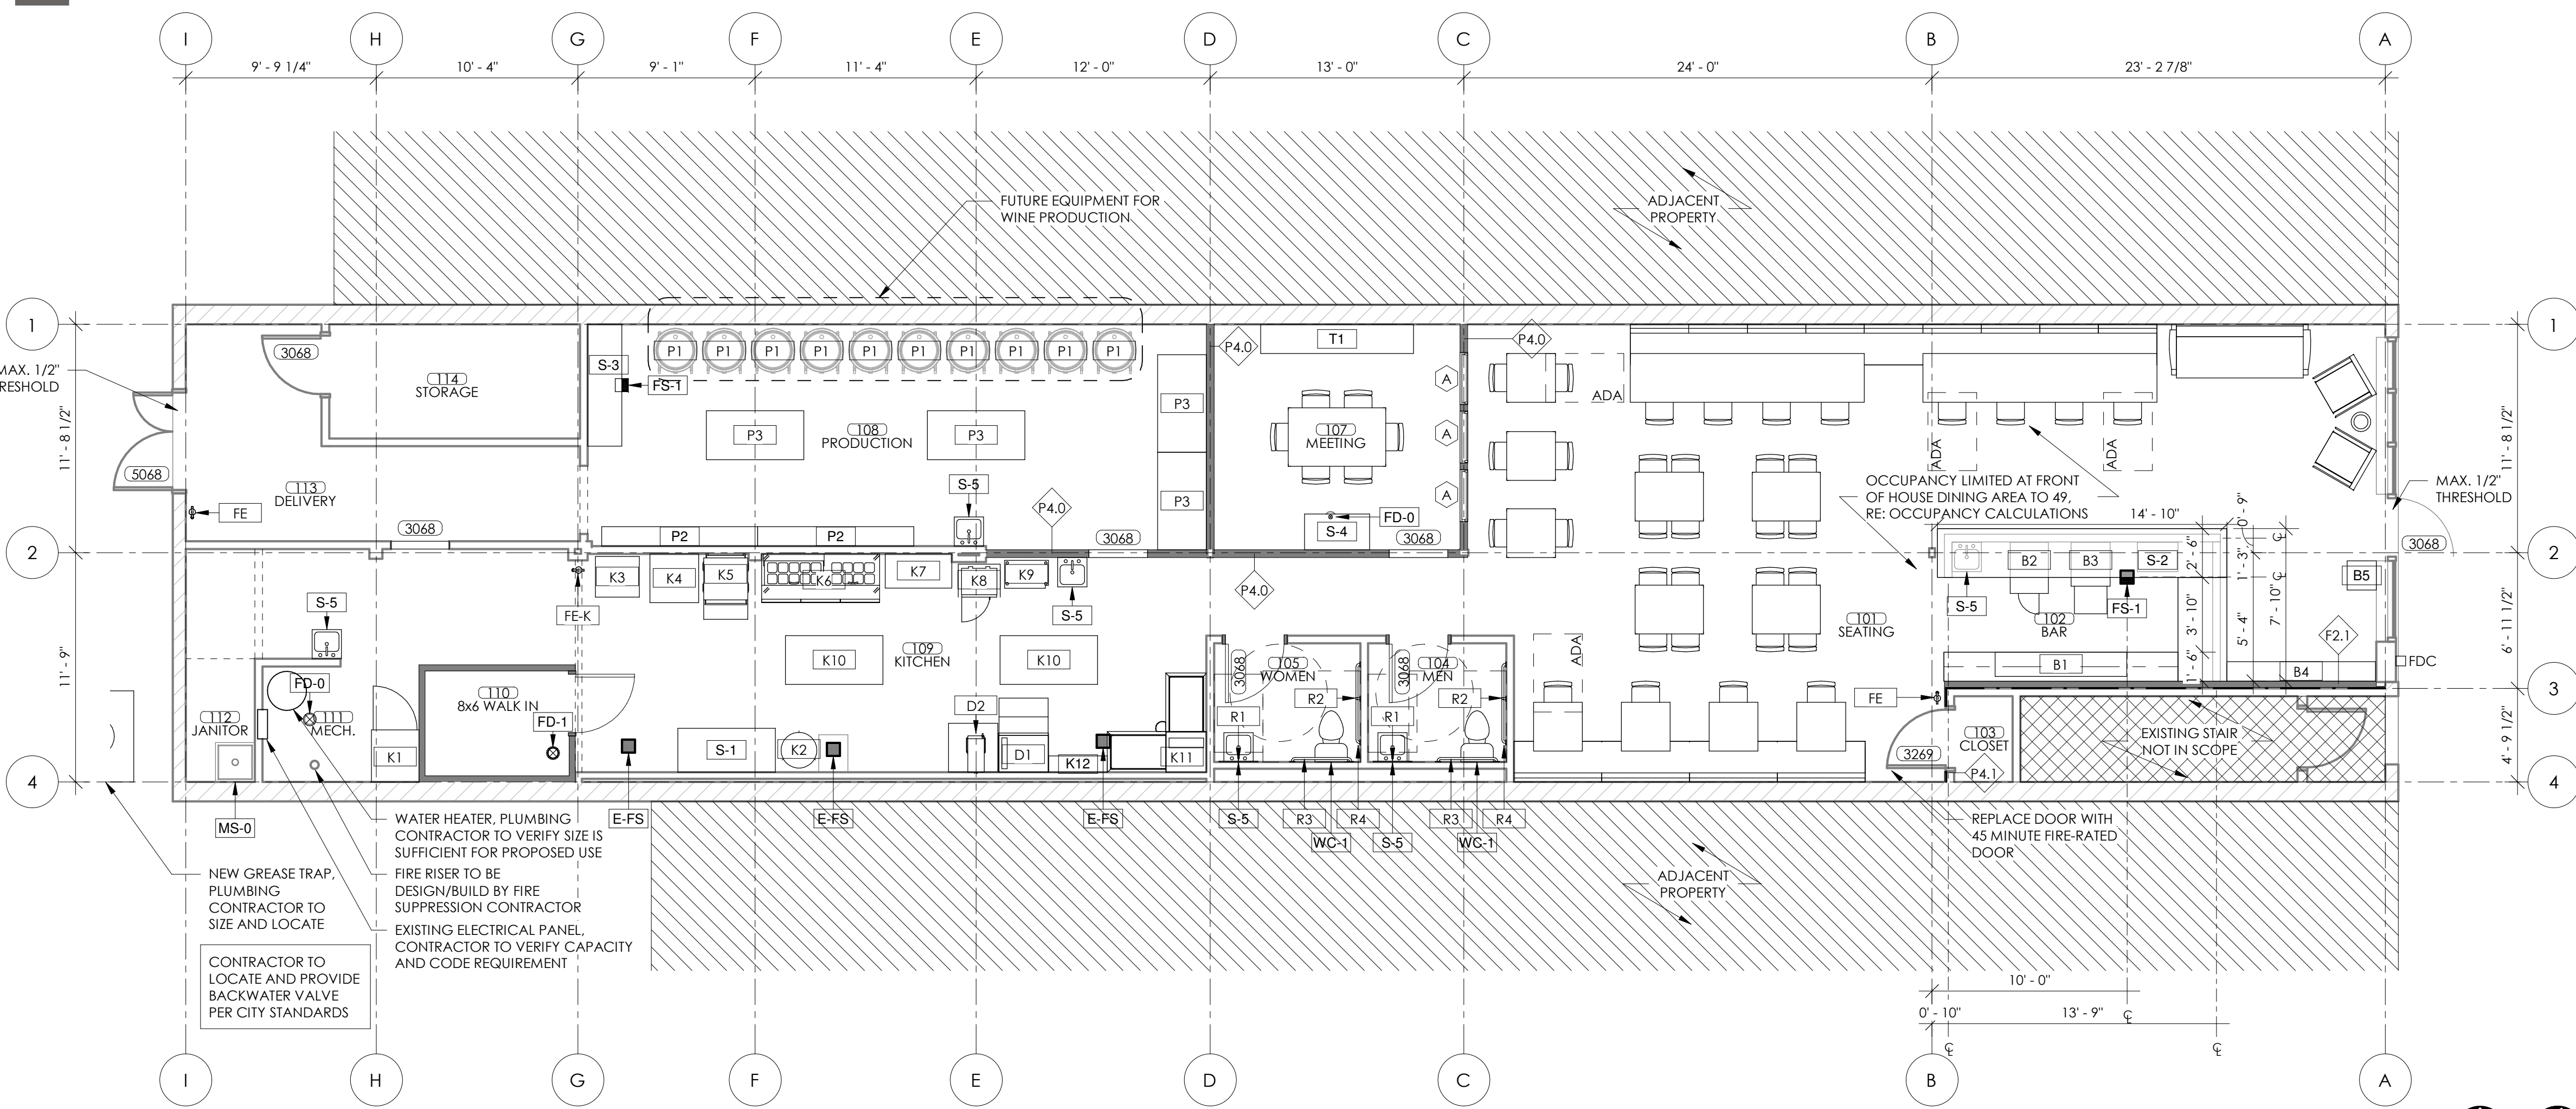 I
H
G
F
E
D
C
B
A
9' - 9 1/4"
10' - 4"
9' - 1"
11' - 4"
12' - 0"
13' - 0"
24' - 0"
23' - 2 7/8"
FUTURE EQUIPMENT FOR
WINE PRODUCTION
ADJACENT
PROPERTY
1
1
MAX. 1/2"
RESHOLD
11' - 8 1/2"
11' - 8 1/2"
3068
114
STORAGE
S-3
FS-1
P1
P1
P1
P1
P1
P1
P1
P1
P1
P1
P4.0
T1
P4.0
A
A
A
ADA
ADA
ADA
P3
P3
108
PRODUCTION
P3
P3
107
MEETING
5068
113
DELIVERY
FE
3068
S-5
P4.0
P2
P2
3068
S-4
FD-0
3068
OCCUPANCY LIMITED AT FRONT
OF HOUSE DINING AREA TO 49,
RE: OCCUPANCY CALCULATIONS
14' - 10"
0' - 9"
MAX. 1/2"
THRESHOLD
3068
2
2
K3
K4
K5
K6
K7
K8
K9
S-5
P4.0
FE-K
S-5
S-5
B2
B3
S-2
FS-1
2' - 6"
1' - 3"
℄
℄
3' - 10"
5' - 4"
7' - 10"
1' - 6"
B5
6' - 11 1/2"
101
SEATING
102
BAR
F2.1
B1
B4
FDC
11' - 9"
K10
109
KITCHEN
K10
3068
105
WOMEN
3068
104
MEN
R2
R2
R1
R1
ADA
FE
3
112
JANITOR
FD-0
111
MECH.
110
8x6 WALK IN
FD-1
K1
S-1
K2
D2
D1
K12
K11
3269
103
CLOSET
P4.1
EXISTING STAIR
NOT IN SCOPE
4' - 9 1/2"
4
4
MS-0
E-FS
E-FS
E-FS
S-5
R3
R4
WC-1
S-5
R3
R4
WC-1
WATER HEATER, PLUMBING
CONTRACTOR TO VERIFY SIZE IS
SUFFICIENT FOR PROPOSED USE
NEW GREASE TRAP,
PLUMBING
CONTRACTOR TO
SIZE AND LOCATE
FIRE RISER TO BE
DESIGN/BUILD BY FIRE
SUPPRESSION CONTRACTOR
EXISTING ELECTRICAL PANEL,
CONTRACTOR TO VERIFY CAPACITY
AND CODE REQUIREMENT
CONTRACTOR TO
LOCATE AND PROVIDE
BACKWATER VALVE
PER CITY STANDARDS
REPLACE DOOR WITH
45 MINUTE FIRE-RATED
DOOR
ADJACENT
PROPERTY
10' - 0"
0' - 10"
13' - 9"
℄
℄
℄
I
H
G
F
E
D
C
B
A